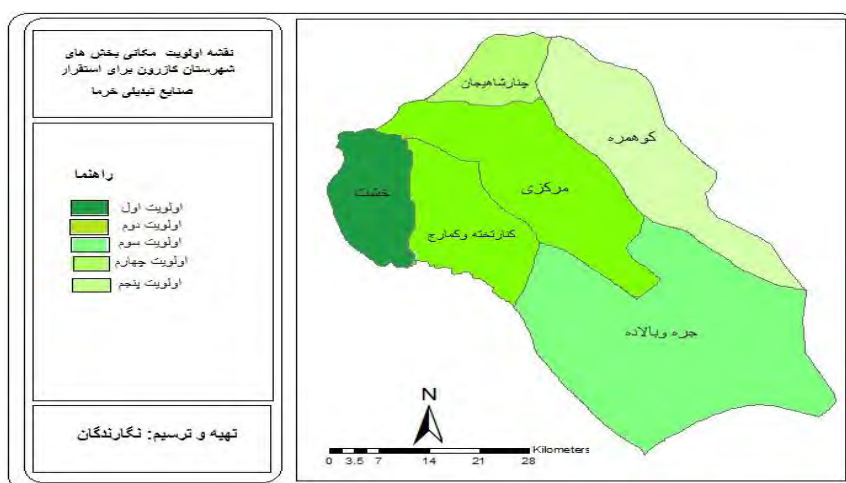 نقشه اولویت مکانی بخش های
شهرستان کازرون برای استقرار
صنایع تبدیلی خرما
راهنما
اولویت اول
اولویت دوم
اولویت سوم
اولویت چهارم
اولویت پنجم
تهیه و ترسیم: نگارندگان
چنارشاهیجان
کوهمره
مرکزی
خشت
کنارتخته وکمارج
جره وبالاده
N
Kilometers
0 3.5 7 14 21 28